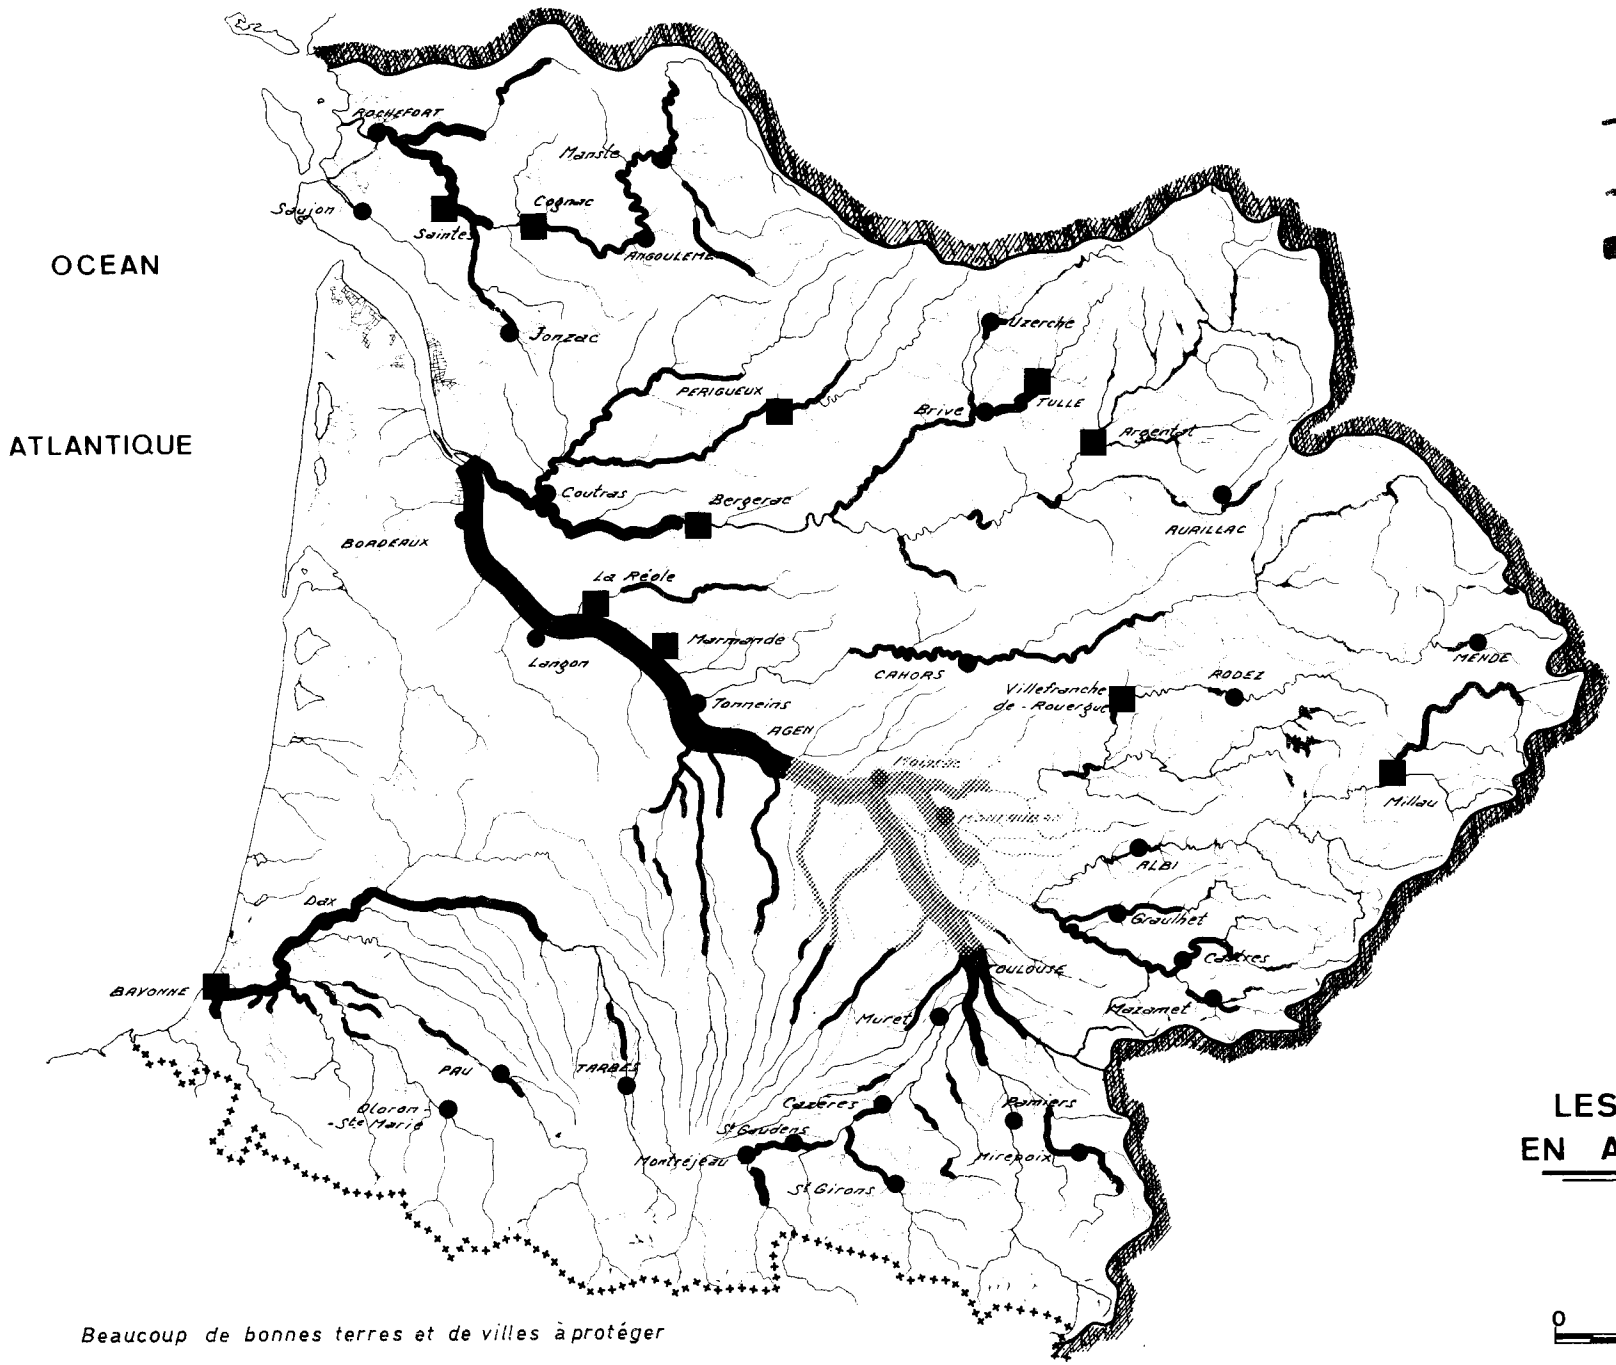 ROCHEFORT
Mansle
Cognac
Saujon
Saintes
OCEAN
ANGOULEME
Jonzac
Uzerche
PERIGUEUX
TULLE
Brive
Argentat
ATLANTIQUE
Coutras
Bergerac
AURILLAC
BORDEAUX
La Réole
Marmande
Langon
MENDE
CAHORS
RODEZ
Villefranche
de-Rouergue
Tonneins
AGEN
Millau
ALBI
Dax
Graulhet
Castres
TOULOUSE
BAYONNE
Mazamet
Muret
PAU
TARBES
Cazères
Pamiers
Oloron-
-Ste Marie
St Gaudens
Montréjeau
Mirepoix
St Girons
LES
EN A
0
Beaucoup de bonnes terres et de villes à protéger